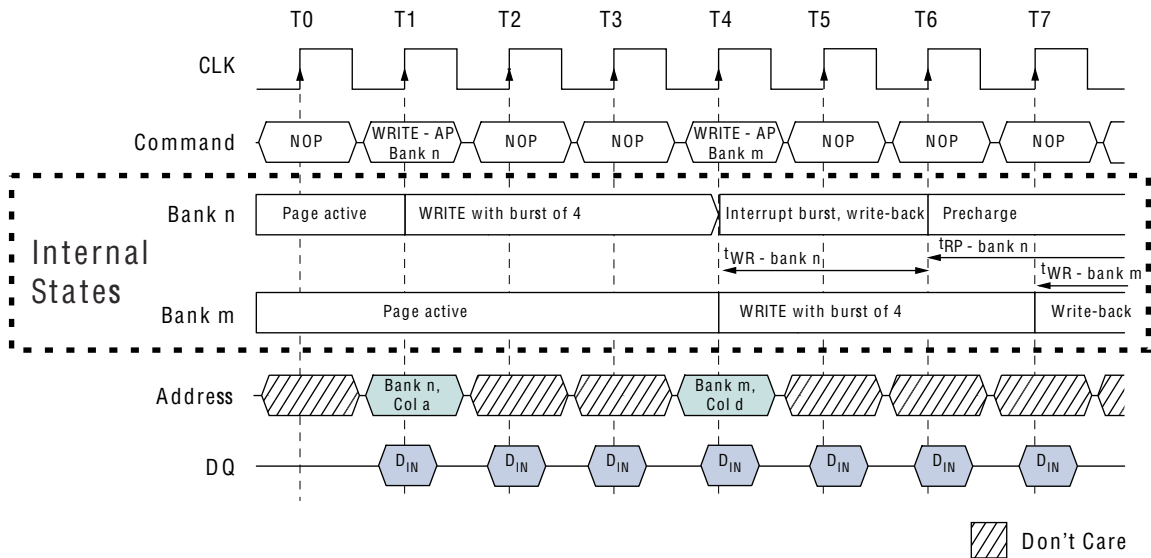 T0 T1 T2 T3 T4 T5 T6 T7
CLK
Command
NOP
WRITE - AP
Bank n
NOP
NOP
WRITE - AP
Bank m
NOP
NOP
NOP
Internal
States
Bank n
Page active
WRITE with burst of 4
Interrupt burst, write-back
Precharge
tWR - bank n
tRP - bank n
tWR - bank m
Bank m
Page active
WRITE with burst of 4
Write-back
Address
Bank n,
Col a
Bank m,
Col d
DQ
DIN DIN DIN DIN DIN DIN DIN
Don't Care